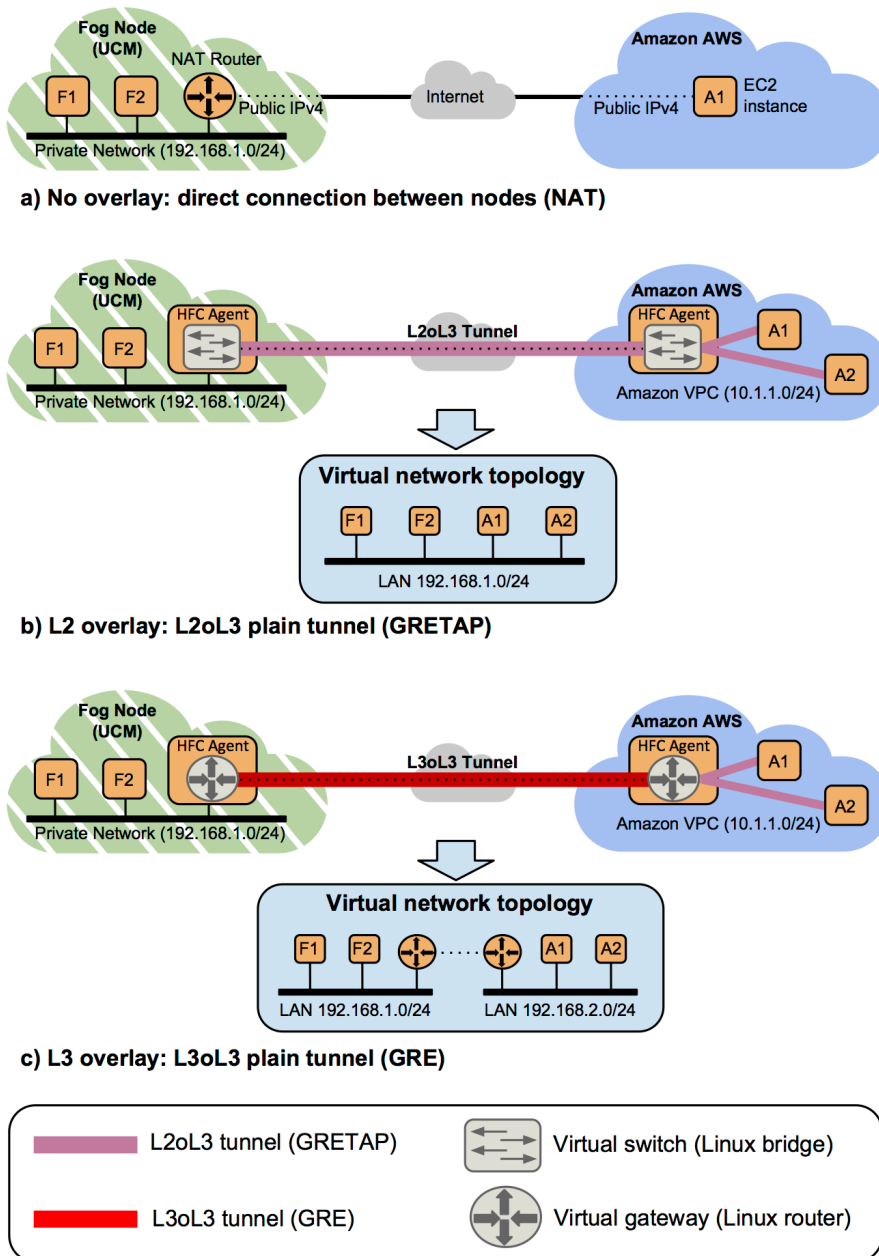 Fog Node
(UCM)
NAT Router
F1
F2
Public IPv4
Private Network (192.168.1.0/24)
Internet
Amazon AWS
Public IPv4
A1
EC2
instance
a) No overlay: direct connection between nodes (NAT)
Fog Node
(UCM)
HFC Agent
F1
F2
Private Network (192.168.1.0/24)
L2oL3 Tunnel
Amazon AWS
HFC Agent
A1
A2
Amazon VPC (10.1.1.0/24)
Virtual network topology
F1
F2
A1
A2
LAN 192.168.1.0/24
b) L2 overlay: L2oL3 plain tunnel (GRETAP)
Fog Node
(UCM)
HFC Agent
F1
F2
Private Network (192.168.1.0/24)
L3oL3 Tunnel
Amazon AWS
HFC Agent
A1
A2
Amazon VPC (10.1.1.0/24)
Virtual network topology
F1
F2
A1
A2
LAN 192.168.1.0/24
LAN 192.168.2.0/24
c) L3 overlay: L3oL3 plain tunnel (GRE)
L2oL3 tunnel (GRETAP)
Virtual switch (Linux bridge)
L3oL3 tunnel (GRE)
Virtual gateway (Linux router)